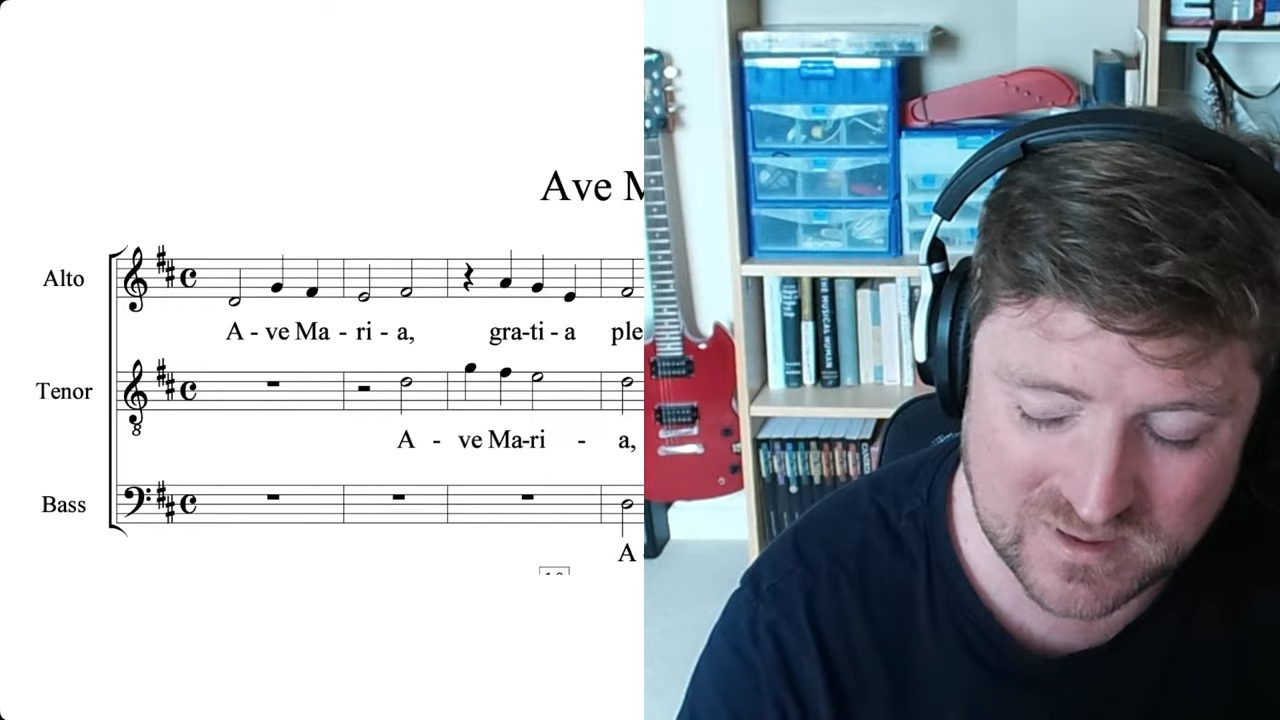 Ave M
Alto
A - ve Ma - ri - a, gra-ti - a ple
Tenor
8
A - ve Ma-ri - a,
Bass
A
THE MUSICAL HUMAN